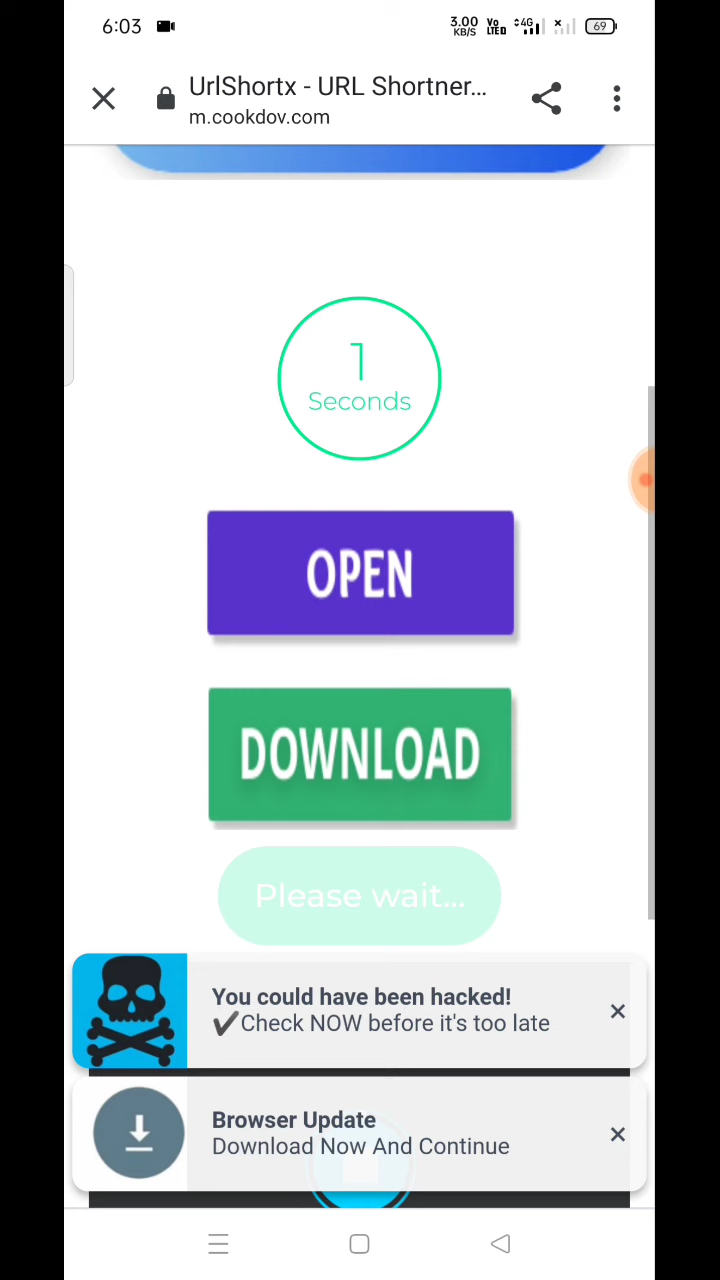 6:03
3.00
KB/S
Vo
LTED
4G
69
UrlShortx - URL Shortner...
m.cookdov.com
1
Seconds
OPEN
DOWNLOAD
Please wait...
You could have been hacked!
✔Check NOW before it's too late
Browser Update
Download Now And Continue